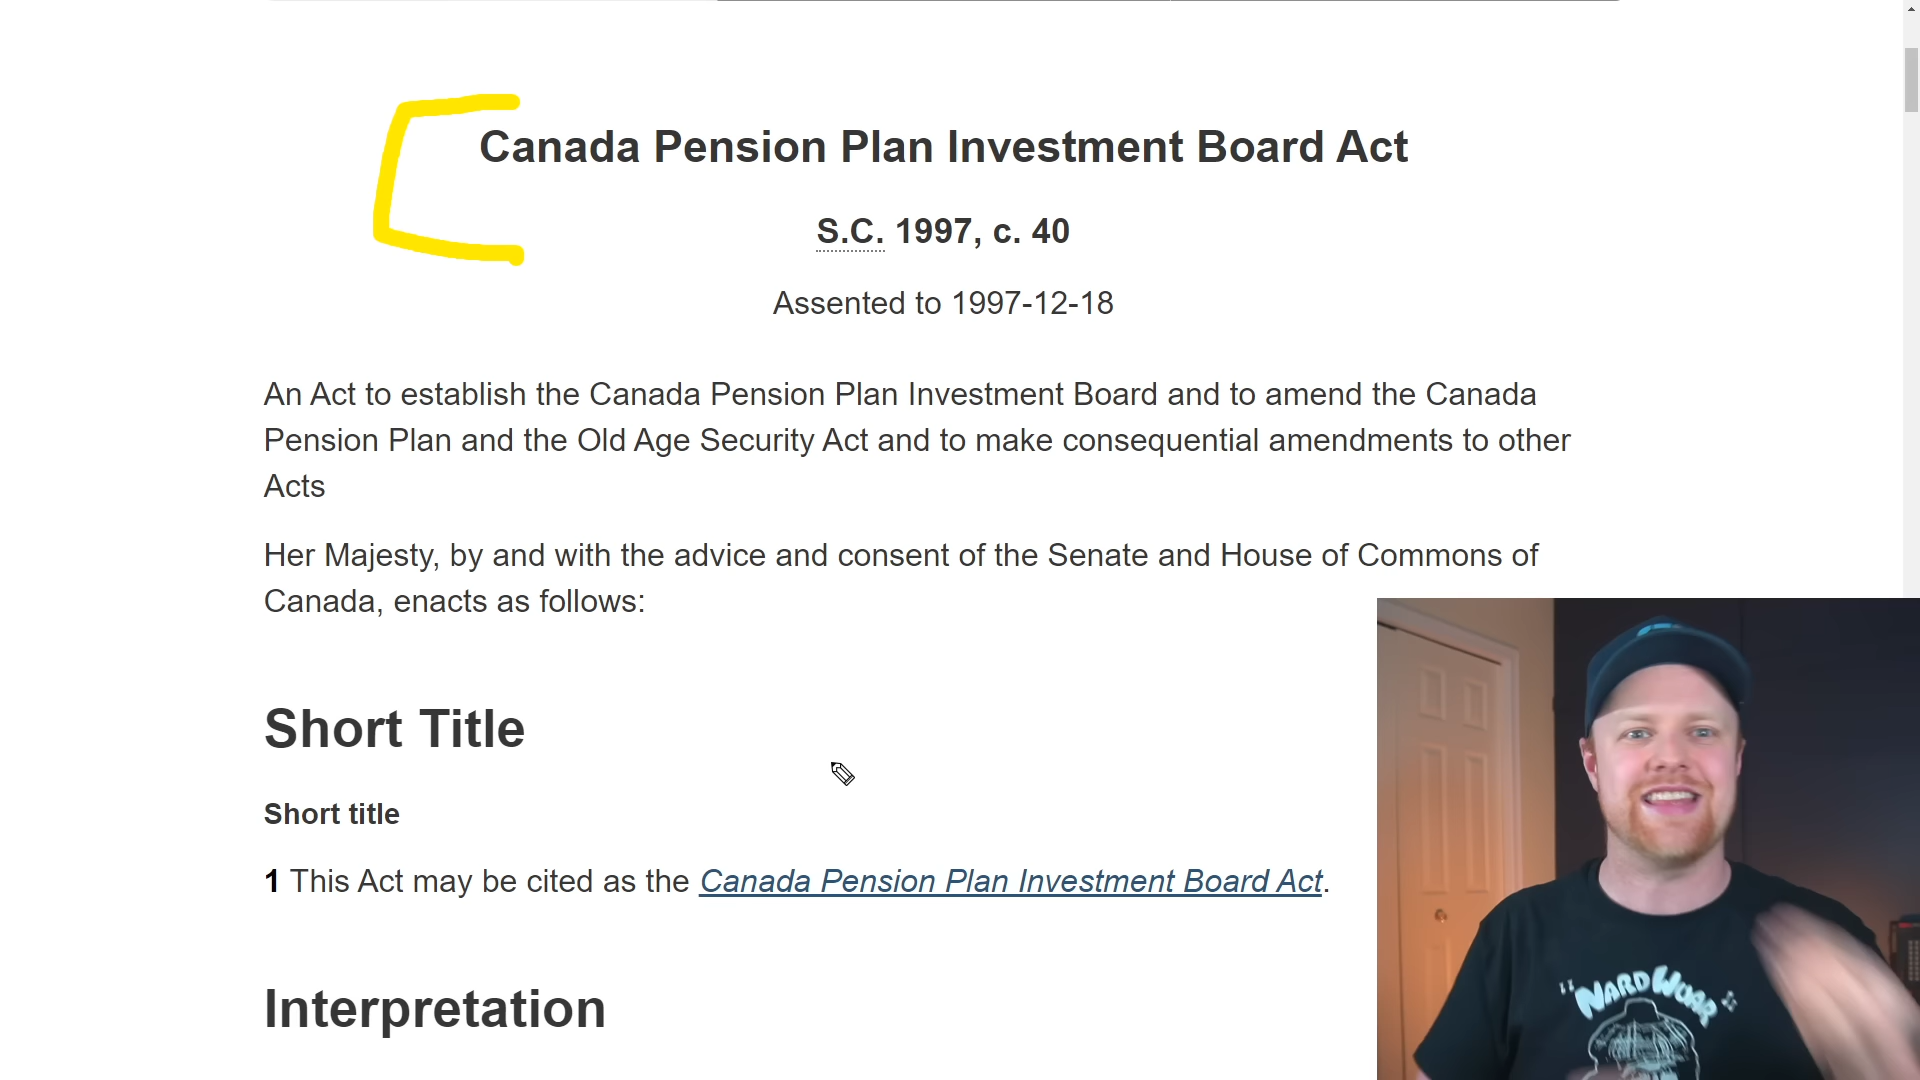 Canada Pension Plan Investment Board Act
S.C. 1997, c. 40
Assented to 1997-12-18
An Act to establish the Canada Pension Plan Investment Board and to amend the Canada
Pension Plan and the Old Age Security Act and to make consequential amendments to other
Acts
Her Majesty, by and with the advice and consent of the Senate and House of Commons of
Canada, enacts as follows:
Short Title
Short title
1 This Act may be cited as the Canada Pension Plan Investment Board Act.
Interpretation
"NARDWUAR"